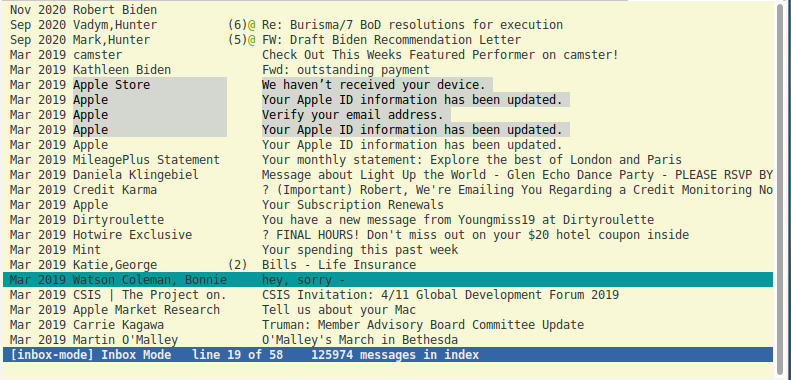 Nov 2020 Robert Biden
Sep 2020 Vadym,Hunter (6)@ Re: Burisma/7 BoD resolutions for execution
Sep 2020 Mark,Hunter (5)@ FW: Draft Biden Recommendation Letter
Mar 2019 camster Check Out This Weeks Featured Performer on camster!
Mar 2019 Kathleen Biden Fwd: outstanding payment
Mar 2019 Apple Store We haven’t received your device.
Mar 2019 Apple Your Apple ID information has been updated.
Mar 2019 Apple Verify your email address.
Mar 2019 Apple Your Apple ID information has been updated.
Mar 2019 Apple Your Apple ID information has been updated.
Mar 2019 MileagePlus Statement Your monthly statement: Explore the best of London and Paris
Mar 2019 Daniela Klingebiel Message about Light Up the World - Glen Echo Dance Party - PLEASE RSVP BY
Mar 2019 Credit Karma ? (Important) Robert, We're Emailing You Regarding a Credit Monitoring No
Mar 2019 Apple Your Subscription Renewals
Mar 2019 Dirtyroulette You have a new message from Youngmiss19 at Dirtyroulette
Mar 2019 Hotwire Exclusive ? FINAL HOURS! Don't miss out on your $20 hotel coupon inside
Mar 2019 Mint Your spending this past week
Mar 2019 Katie,George (2) Bills - Life Insurance
Mar 2019 Watson Coleman, Bonnie hey, sorry -
Mar 2019 CSIS | The Project on. CSIS Invitation: 4/11 Global Development Forum 2019
Mar 2019 Apple Market Research Tell us about your Mac
Mar 2019 Carrie Kagawa Truman: Member Advisory Board Committee Update
Mar 2019 Martin O'Malley O'Malley's March in Bethesda
[inbox-mode] Inbox Mode line 19 of 58 125974 messages in index